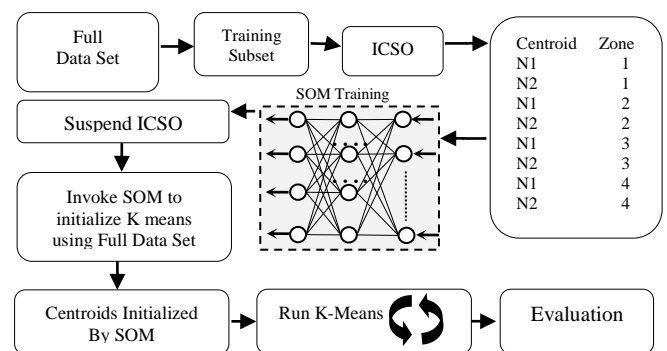 Full
Data Set
Training
Subset
ICSO
Centroid Zone
N1 1
N2 1
N1 2
N2 2
N1 3
N2 3
N1 4
N2 4
SOM Training
Suspend ICSO
Invoke SOM to
initialize K means
using Full Data Set
Centroids Initialized
By SOM
Run K-Means
Evaluation